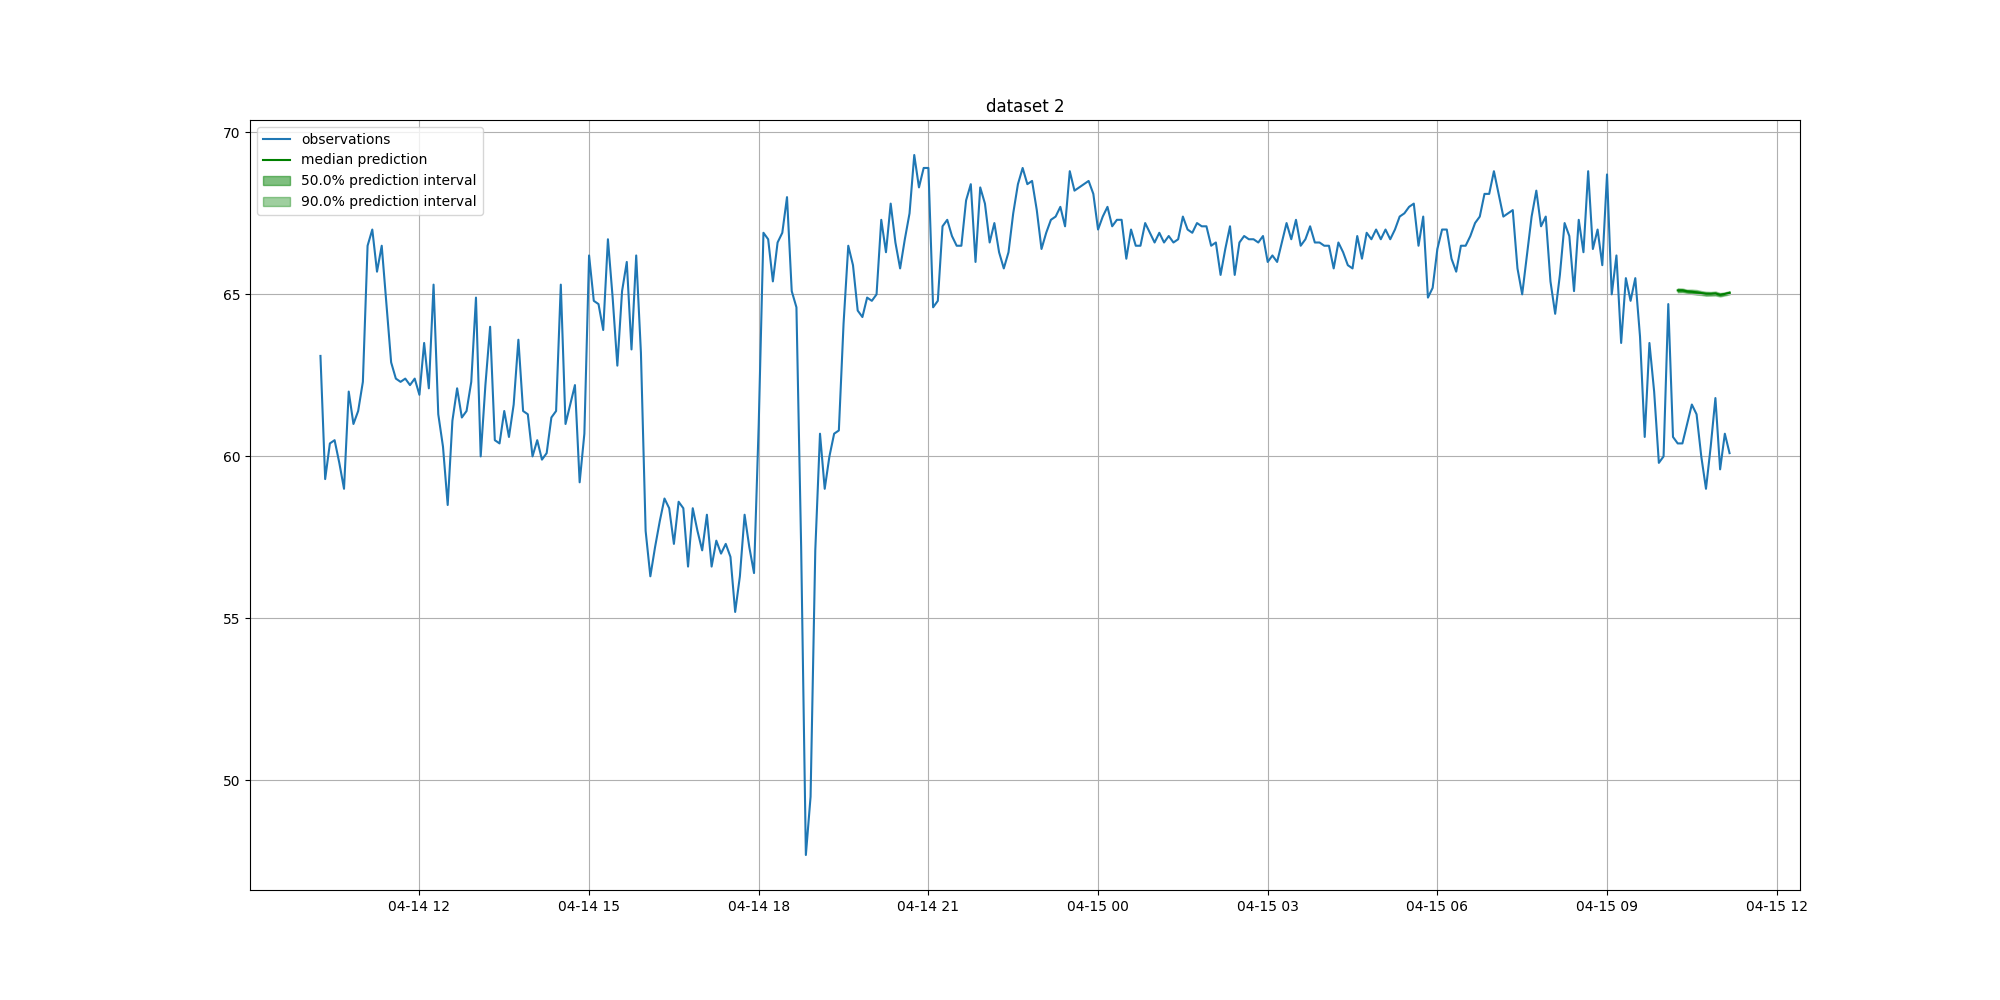 dataset 2
observations
median prediction
50.0% prediction interval
90.0% prediction interval
70
65
60
55
50
04-14 12
04-14 15
04-14 18
04-14 21
04-15 00
04-15 03
04-15 06
04-15 09
04-15 12